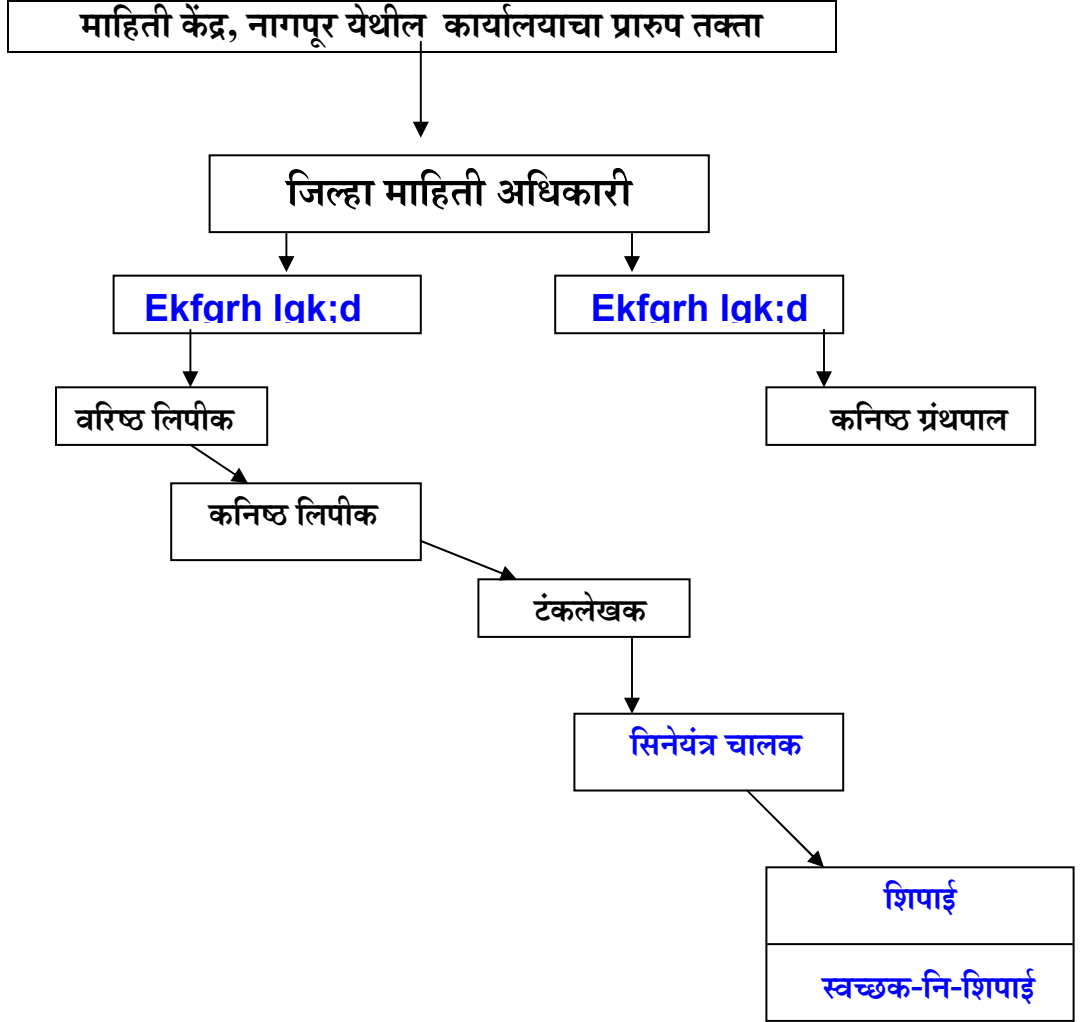 माहिती केंद्र, नागपूर येथील कार्यालयाचा प्रारुप तक्ता
जिल्हा माहिती अधिकारी
Ekfgrh lgk;d
Ekfgrh lgk;d
वरिष्ठ लिपीक
कनिष्ठ ग्रंथपाल
कनिष्ठ लिपीक
टंकलेखक
सिनेयंत्र चालक
शिपाई
स्वच्छक-नि-शिपाई